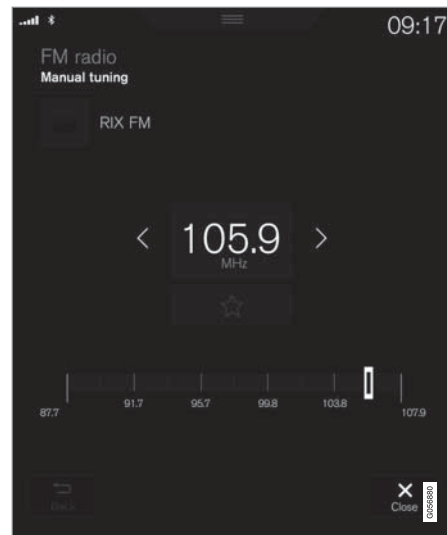 09:17
FM radio
Manual tuning
RIX FM
105.9
MHz
87.7 91.7 95.7 99.8 103.8 107.9
Back
Close
G056880